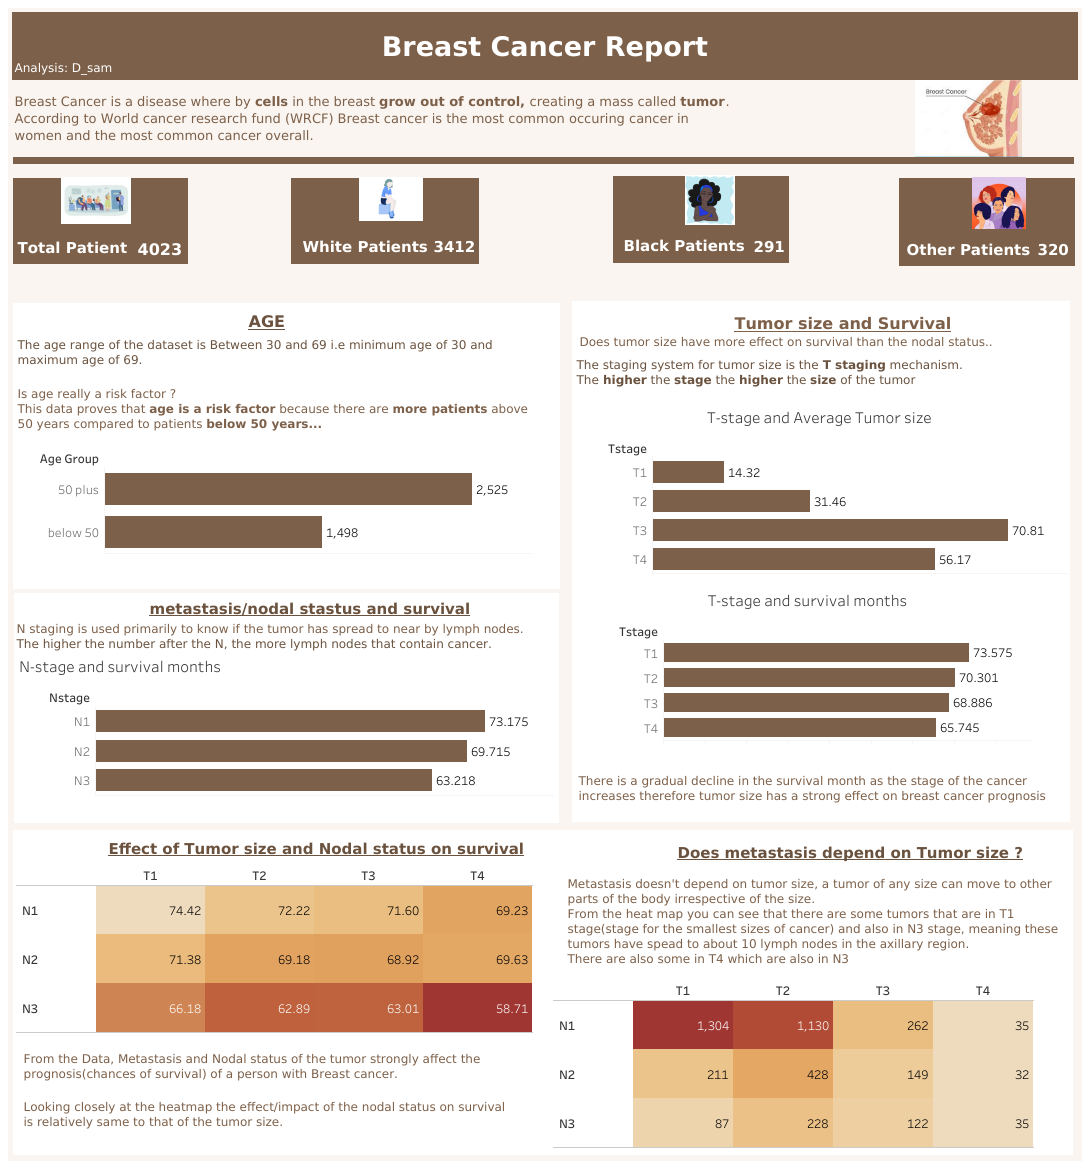 Breast Cancer Report
Analysis: D_sam
Breast Cancer is a disease where by cells in the breast grow out of control, creating a mass called tumor.
According to World cancer research fund (WRCF) Breast cancer is the most common occuring cancer in
women and the most common cancer overall.
Breast Cancer
Total Patient 4023
White Patients 3412
Black Patients 291
Other Patients 320
AGE
The age range of the dataset is Between 30 and 69 i.e minimum age of 30 and
maximum age of 69.
Is age really a risk factor ?
This data proves that age is a risk factor because there are more patients above
50 years compared to patients below 50 years...
Age Group
50 plus 2,525
below 50 1,498
metastasis/nodal stastus and survival
N staging is used primarily to know if the tumor has spread to near by lymph nodes.
The higher the number after the N, the more lymph nodes that contain cancer.
N-stage and survival months
Nstage
N1 73.175
N2 69.715
N3 63.218
Tumor size and Survival
Does tumor size have more effect on survival than the nodal status..
The staging system for tumor size is the T staging mechanism.
The higher the stage the higher the size of the tumor
T-stage and Average Tumor size
Tstage
T1 14.32
T2 31.46
T3 70.81
T4 56.17
T-stage and survival months
Tstage
T1 73.575
T2 70.301
T3 68.886
T4 65.745
There is a gradual decline in the survival month as the stage of the cancer
increases therefore tumor size has a strong effect on breast cancer prognosis
Effect of Tumor size and Nodal status on survival
T1 T2 T3 T4
N1 74.42 72.22 71.60 69.23
N2 71.38 69.18 68.92 69.63
N3 66.18 62.89 63.01 58.71
From the Data, Metastasis and Nodal status of the tumor strongly affect the
prognosis(chances of survival) of a person with Breast cancer.
Looking closely at the heatmap the effect/impact of the nodal status on survival
is relatively same to that of the tumor size.
Does metastasis depend on Tumor size ?
Metastasis doesn't depend on tumor size, a tumor of any size can move to other
parts of the body irrespective of the size.
From the heat map you can see that there are some tumors that are in T1
stage(stage for the smallest sizes of cancer) and also in N3 stage, meaning these
tumors have spead to about 10 lymph nodes in the axillary region.
There are also some in T4 which are also in N3
T1 T2 T3 T4
N1 1,304 1,130 262 35
N2 211 428 149 32
N3 87 228 122 35